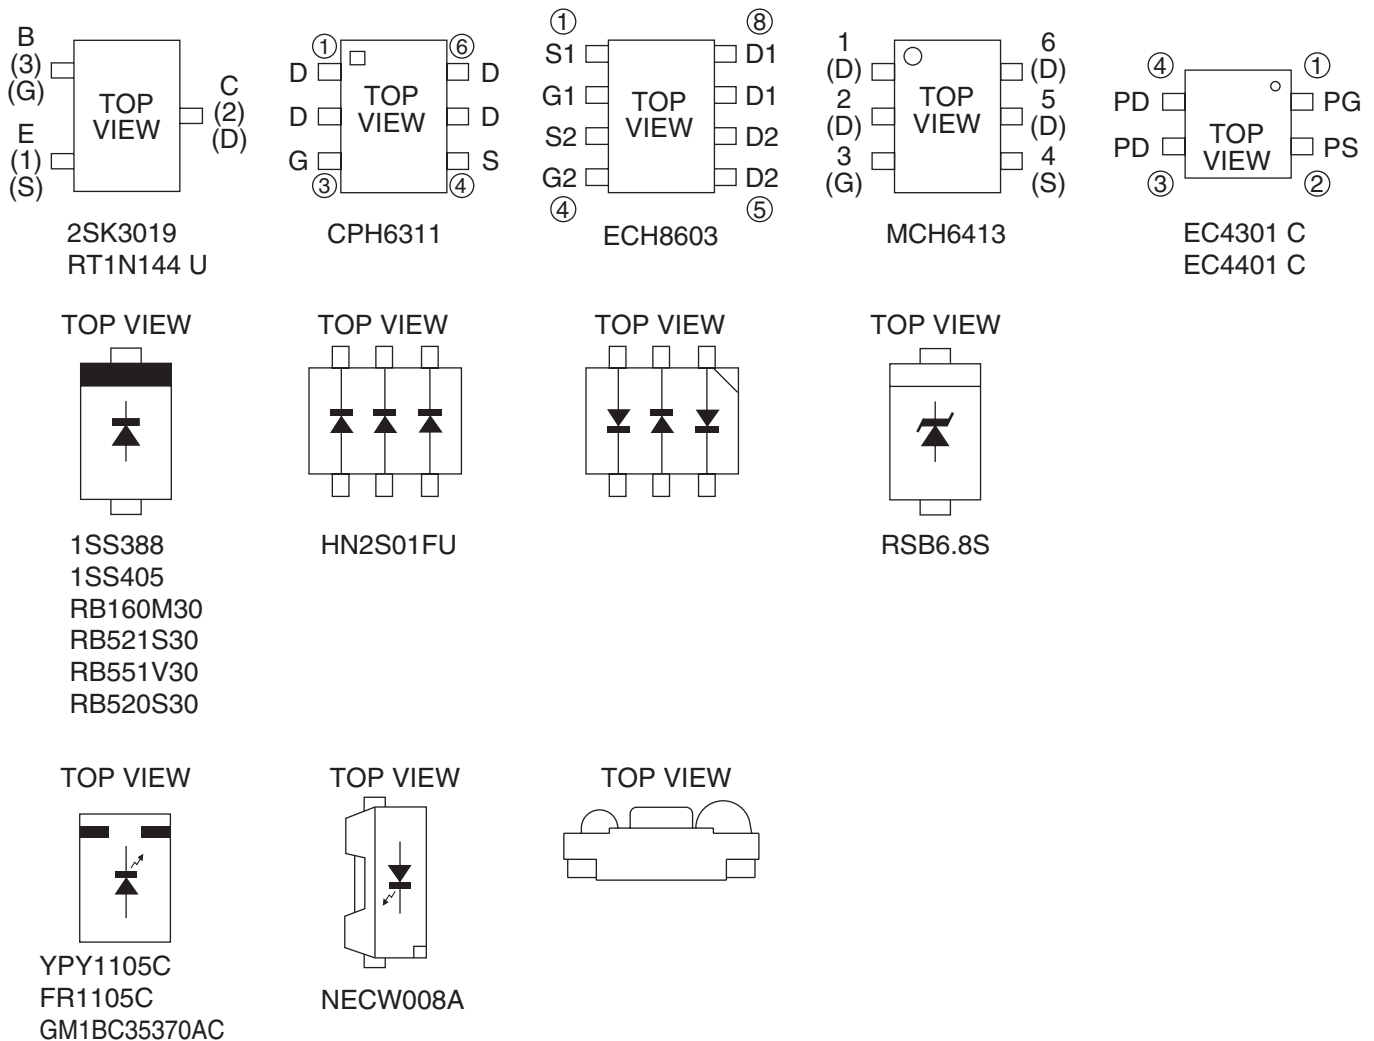 B
(3)
(G)
E
(1)
(S)
TOP
VIEW
C
(2)
(D)
2SK3019
RT1N144 U
① ⑥
D D
D D
G S
③ ④
TOP
VIEW
CPH6311
① ⑧
S1 D1
G1 D1
S2 D2
G2 D2
④ ⑤
TOP
VIEW
ECH8603
1 6
(D) (D)
2 5
(D) (D)
3 4
(G) (S)
TOP
VIEW
MCH6413
④ ①
PD PG
PD PS
③ ②
TOP
VIEW
EC4301 C
EC4401 C
TOP VIEW
1SS388
1SS405
RB160M30
RB521S30
RB551V30
RB520S30
TOP VIEW
HN2S01FU
TOP VIEW
TOP VIEW
RSB6.8S
TOP VIEW
YPY1105C
FR1105C
GM1BC35370AC
TOP VIEW
NECW008A
TOP VIEW